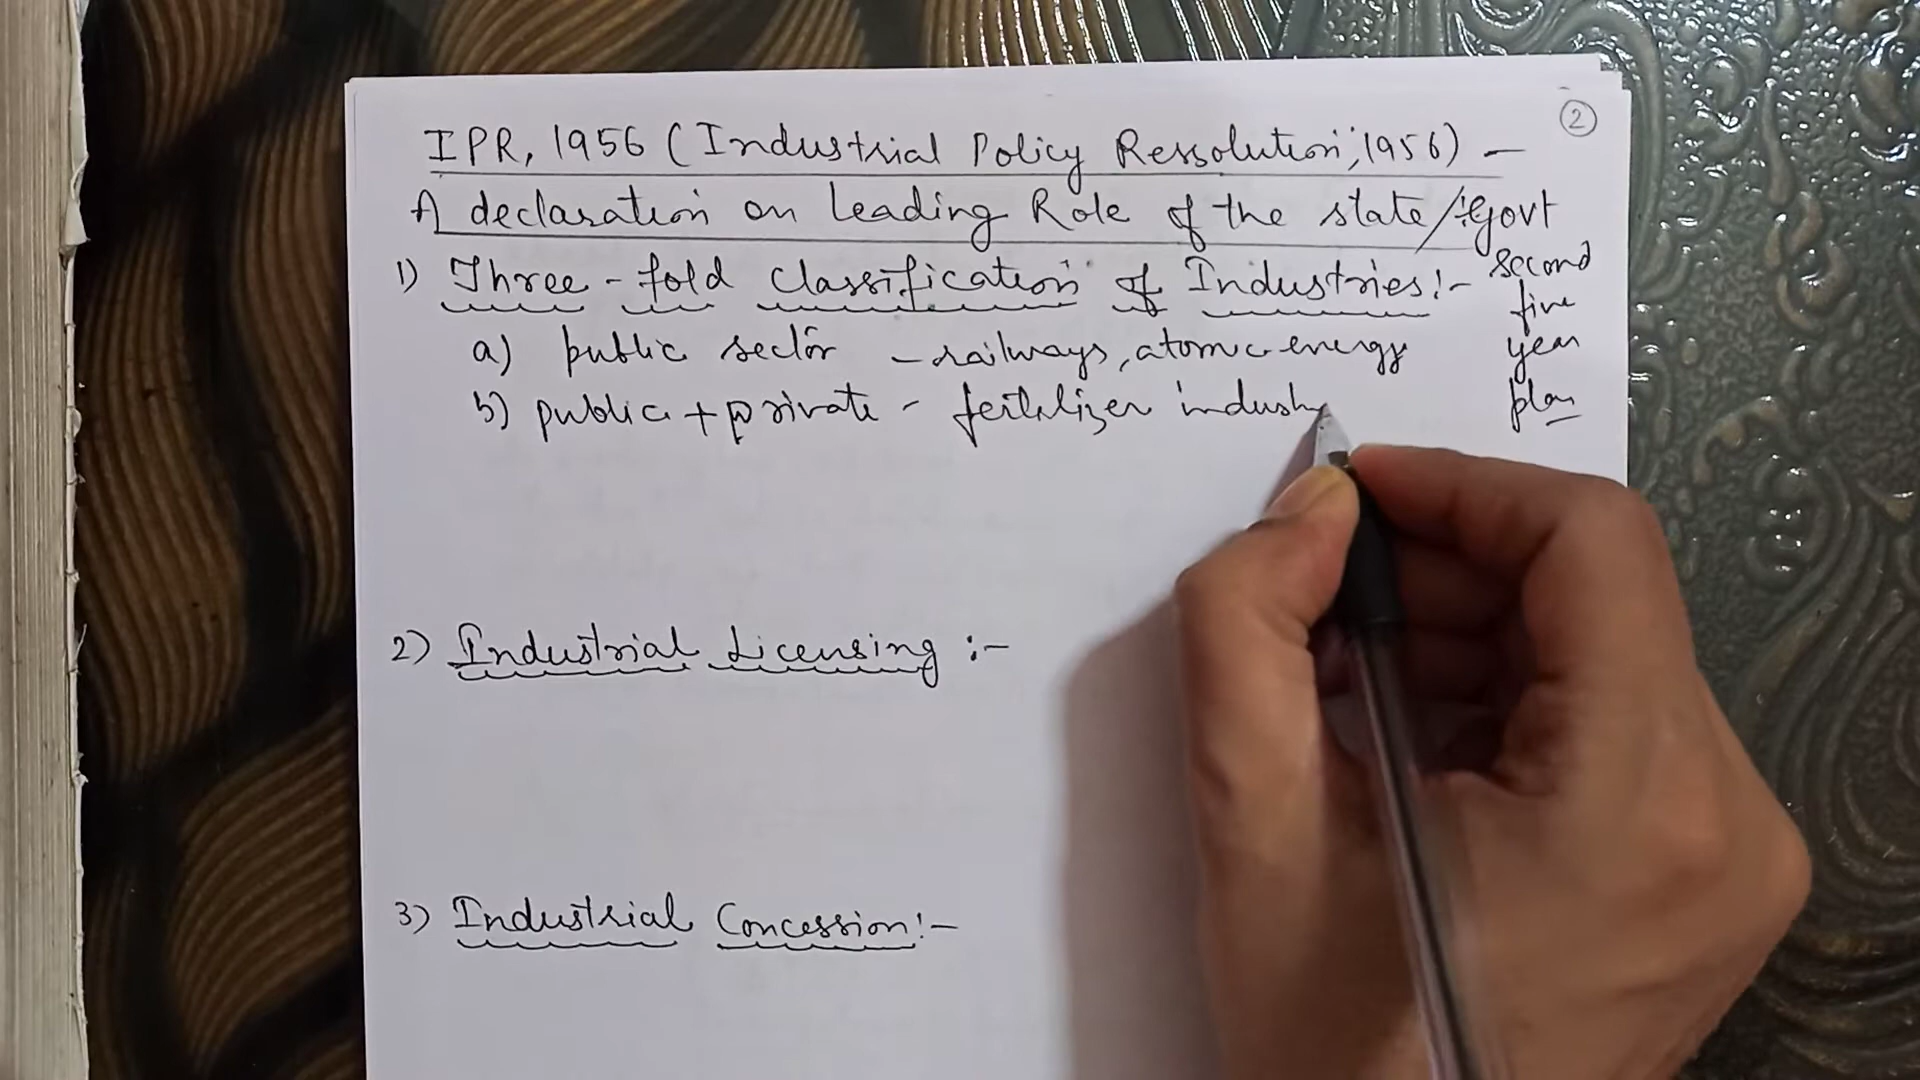 2
IPR, 1956 (Industrial Policy Ressolution, 1956) –
A declaration on Leading Role of the state/Govt
1) Three-fold Classification of Industries:-
second
five
year
plan
a) public sector – railways, atomic energy
b) public + private - fertilizer indust
2) Industrial Licensing :-
3) Industrial Concession:-